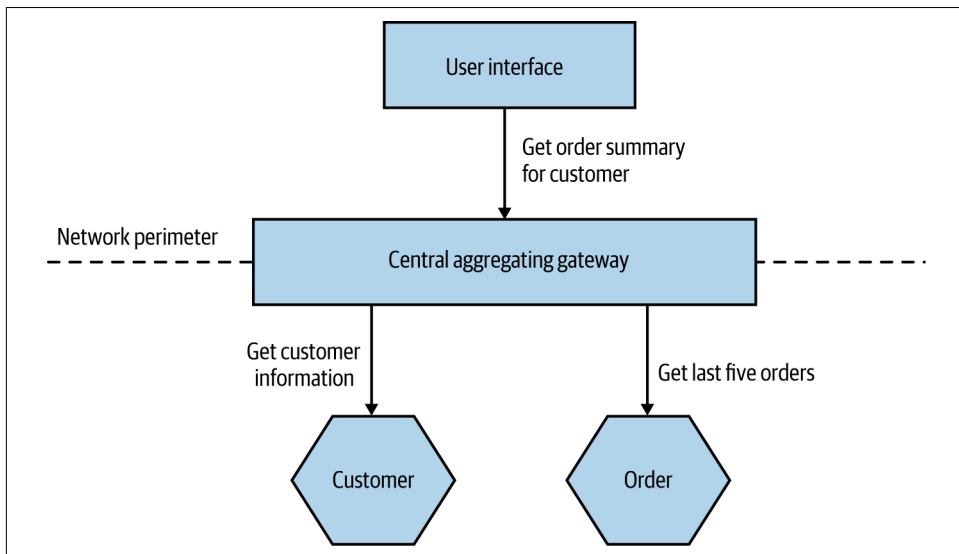 User interface
Get order summary
for customer
Network perimeter
Central aggregating gateway
Get customer
information
Get last five orders
Customer
Order